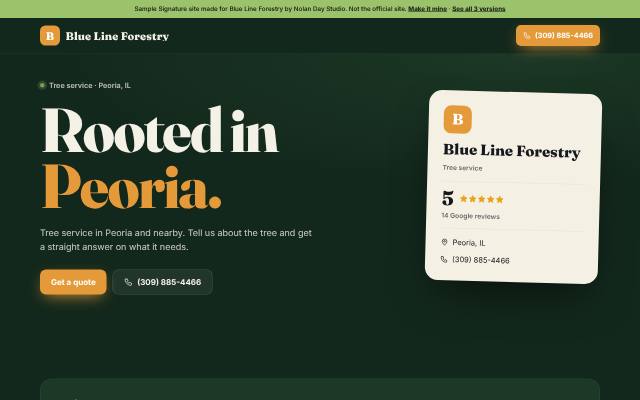 Sample Signature site made for Blue Line Forestry by Nolan Day Studio. Not the official site. Make it mine · See all 3 versions
B Blue Line Forestry
(309) 885-4466
Tree service · Peoria, IL
Rooted in
Peoria.
Tree service in Peoria and nearby. Tell us about the tree and get
a straight answer on what it needs.
Get a quote
(309) 885-4466
B
Blue Line Forestry
Tree service
5 ★★★★★
14 Google reviews
Peoria, IL
(309) 885-4466